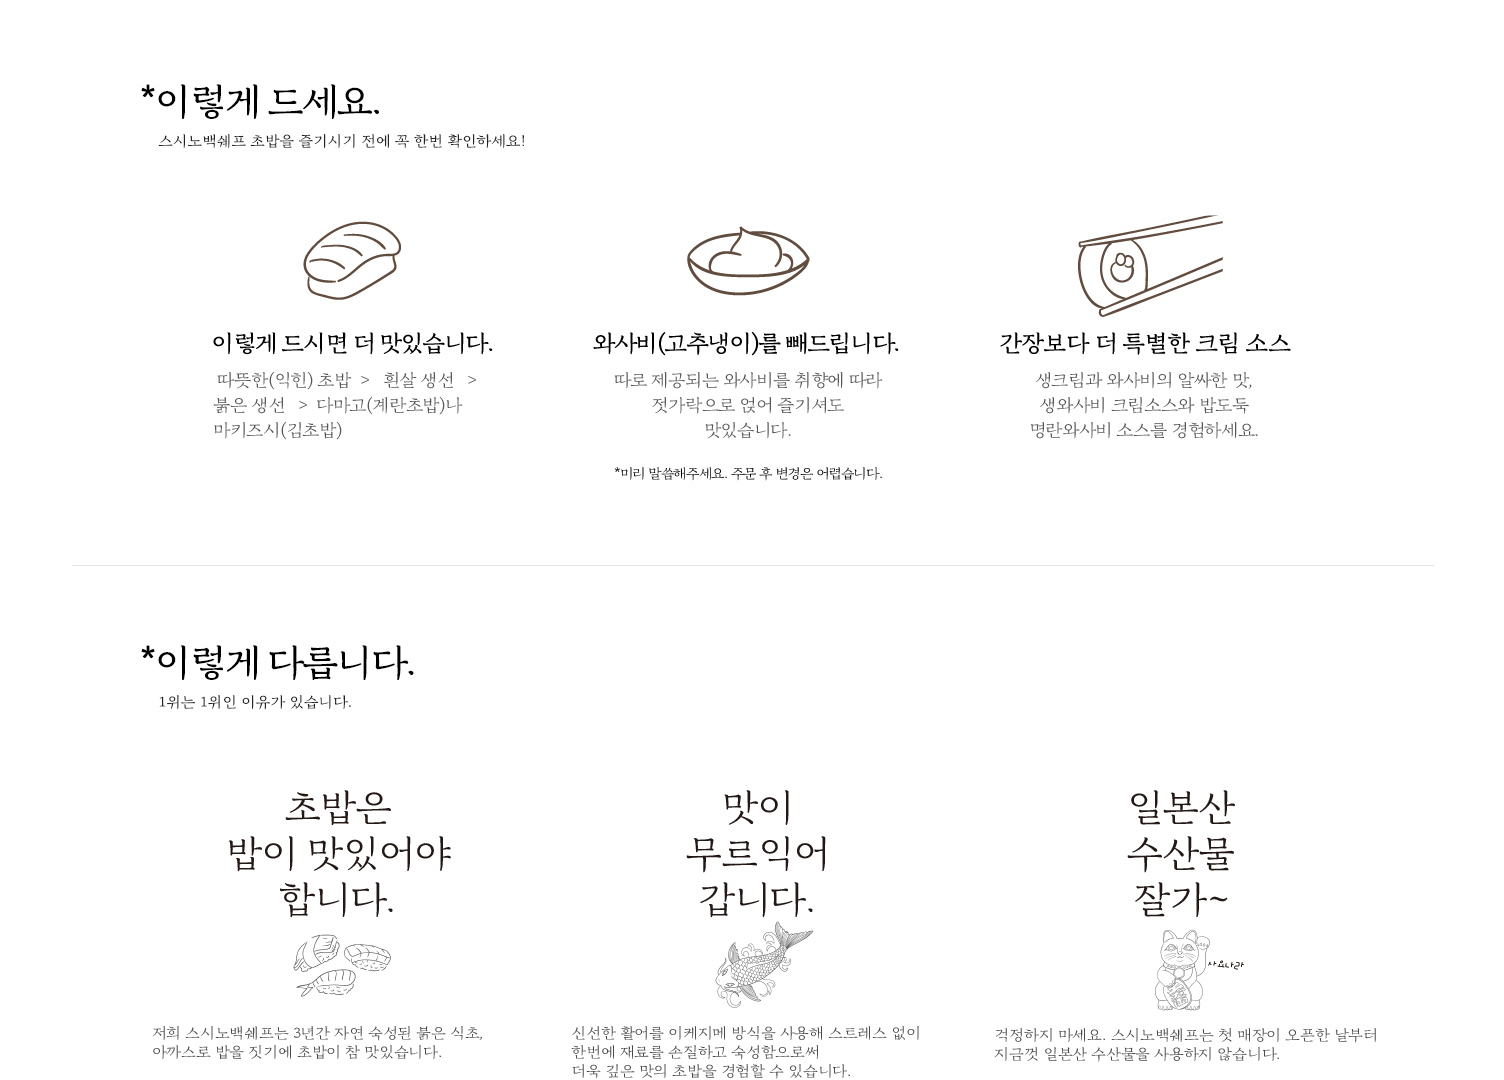 *이렇게 드세요.
스시노백쉐프 초밥을 즐기시기 전에 꼭 한번 확인하세요!
이렇게 드시면 더 맛있습니다.
따뜻한(익힌) 초밥 > 흰살 생선 >
붉은 생선 > 다마고(계란초밥)나
마키즈시(김초밥)
와사비(고추냉이)를 빼드립니다.
따로 제공되는 와사비를 취향에 따라
젓가락으로 얹어 즐기셔도
맛있습니다.
*미리 말씀해주세요. 주문 후 변경은 어렵습니다.
간장보다 더 특별한 크림 소스
생크림과 와사비의 알싸한 맛,
생와사비 크림소스와 밥도둑
명란와사비 소스를 경험하세요.
*이렇게 다릅니다.
1위는 1위인 이유가 있습니다.
초밥은
밥이 맛있어야
합니다.
저희 스시노백쉐프는 3년간 자연 숙성된 붉은 식초,
아까스로 밥을 짓기에 초밥이 참 맛있습니다.
맛이
무르익어
갑니다.
신선한 활어를 이케지메 방식을 사용해 스트레스 없이
한번에 재료를 손질하고 숙성함으로써
더욱 깊은 맛의 초밥을 경험할 수 있습니다.
일본산
수산물
잘가~
사요나라
걱정하지 마세요. 스시노백쉐프는 첫 매장이 오픈한 날부터
지금껏 일본산 수산물을 사용하지 않습니다.